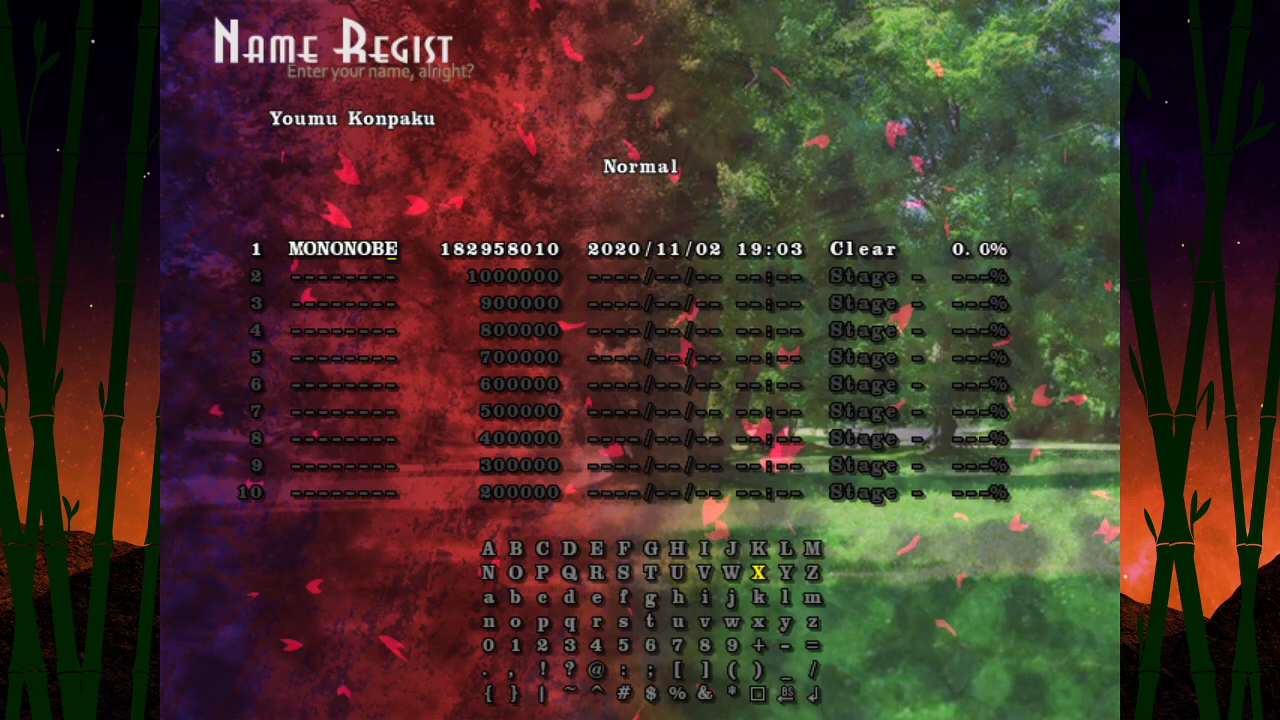 NAME REGIST
Enter your name, alright?
Youmu Konpaku
Normal
1 MONONOBE 182958010 2020/11/02 19:03 Clear 0.0%
2 -------- 1000000 ----/--/-- --:-- Stage - ---%
3 -------- 900000 ----/--/-- --:-- Stage - ---%
4 -------- 800000 ----/--/-- --:-- Stage - ---%
5 -------- 700000 ----/--/-- --:-- Stage - ---%
6 -------- 600000 ----/--/-- --:-- Stage - ---%
7 -------- 500000 ----/--/-- --:-- Stage - ---%
8 -------- 400000 ----/--/-- --:-- Stage - ---%
9 -------- 300000 ----/--/-- --:-- Stage - ---%
10 -------- 200000 ----/--/-- --:-- Stage - ---%
A B C D E F G H I J K L M
N O P Q R S T U V W X Y Z
a b c d e f g h i j k l m
n o p q r s t u v w x y z
0 1 2 3 4 5 6 7 8 9 + - =
. , ! ? @ : ; [ ] ( ) _ /
{ } | ~ ^ # $ % & * □ BS ↲